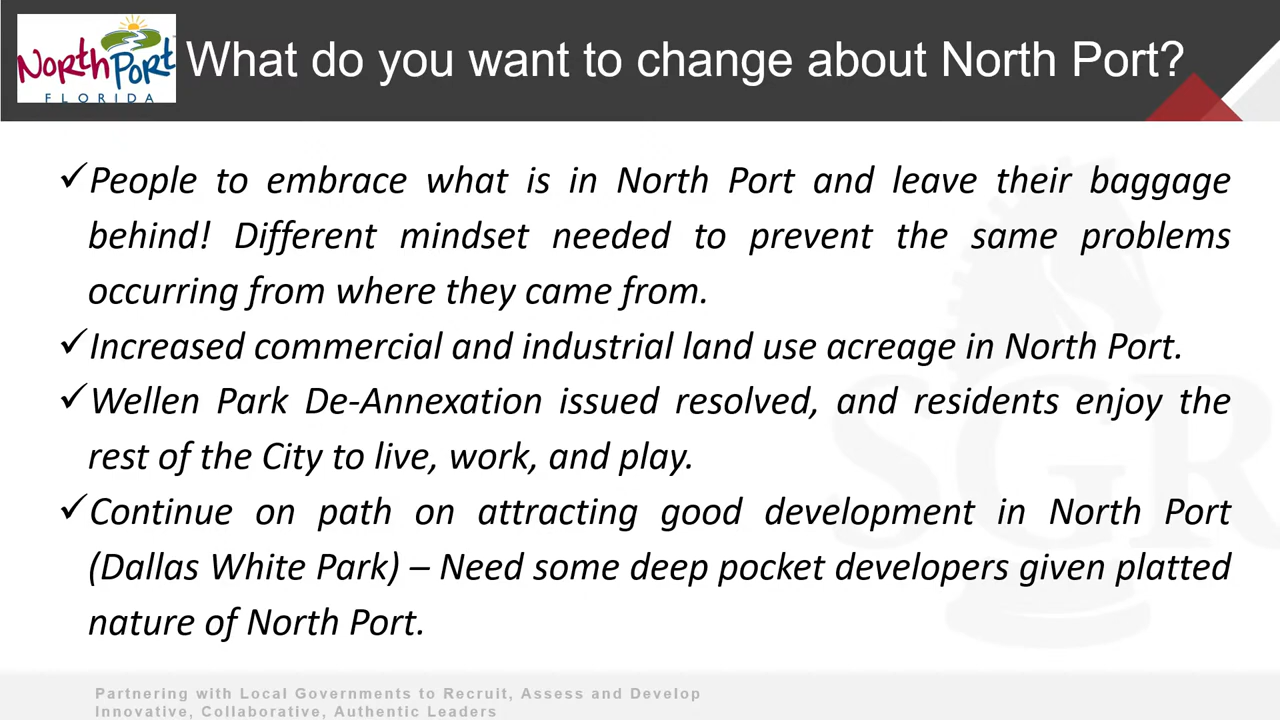 North Port
FLORIDA
What do you want to change about North Port?
✓People to embrace what is in North Port and leave their baggage
behind! Different mindset needed to prevent the same problems
occurring from where they came from.
✓Increased commercial and industrial land use acreage in North Port.
✓Wellen Park De-Annexation issued resolved, and residents enjoy the
rest of the City to live, work, and play.
✓Continue on path on attracting good development in North Port
(Dallas White Park) – Need some deep pocket developers given platted
nature of North Port.
SGR
Partnering with Local Governments to Recruit, Assess and Develop
Innovative, Collaborative, Authentic Leaders